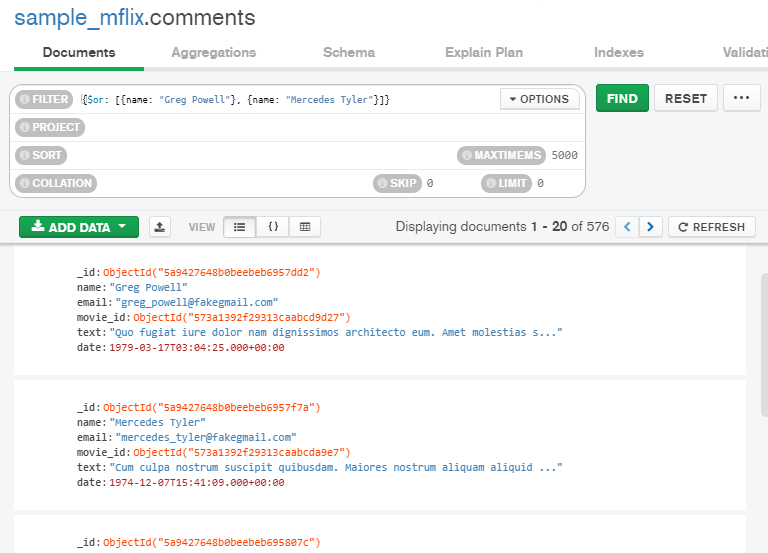 sample_mflix.comments
Documents Aggregations Schema Explain Plan Indexes Validati
FILTER {$or: [{name: "Greg Powell"}, {name: "Mercedes Tyler"}]} OPTIONS FIND RESET ...
PROJECT
SORT MAXTIMEMS 5000
COLLATION SKIP 0 LIMIT 0
ADD DATA VIEW {} Displaying documents 1 - 20 of 576 < > REFRESH
_id: ObjectId("5a9427648b0beebeb6957dd2")
name: "Greg Powell"
email: "greg_powell@fakegmail.com"
movie_id: ObjectId("573a1392f29313caabcd9d27")
text: "Quo fugiat iure dolor nam dignissimos architecto eum. Amet molestias s..."
date: 1979-03-17T03:04:25.000+00:00
_id: ObjectId("5a9427648b0beebeb6957f7a")
name: "Mercedes Tyler"
email: "mercedes_tyler@fakegmail.com"
movie_id: ObjectId("573a1392f29313caabcda9e7")
text: "Cum culpa nostrum suscipit quibusdam. Maiores nostrum aliquam aliquid ..."
date: 1974-12-07T15:41:09.000+00:00
_id: ObjectId("5a9427648b0beebeb695807c")